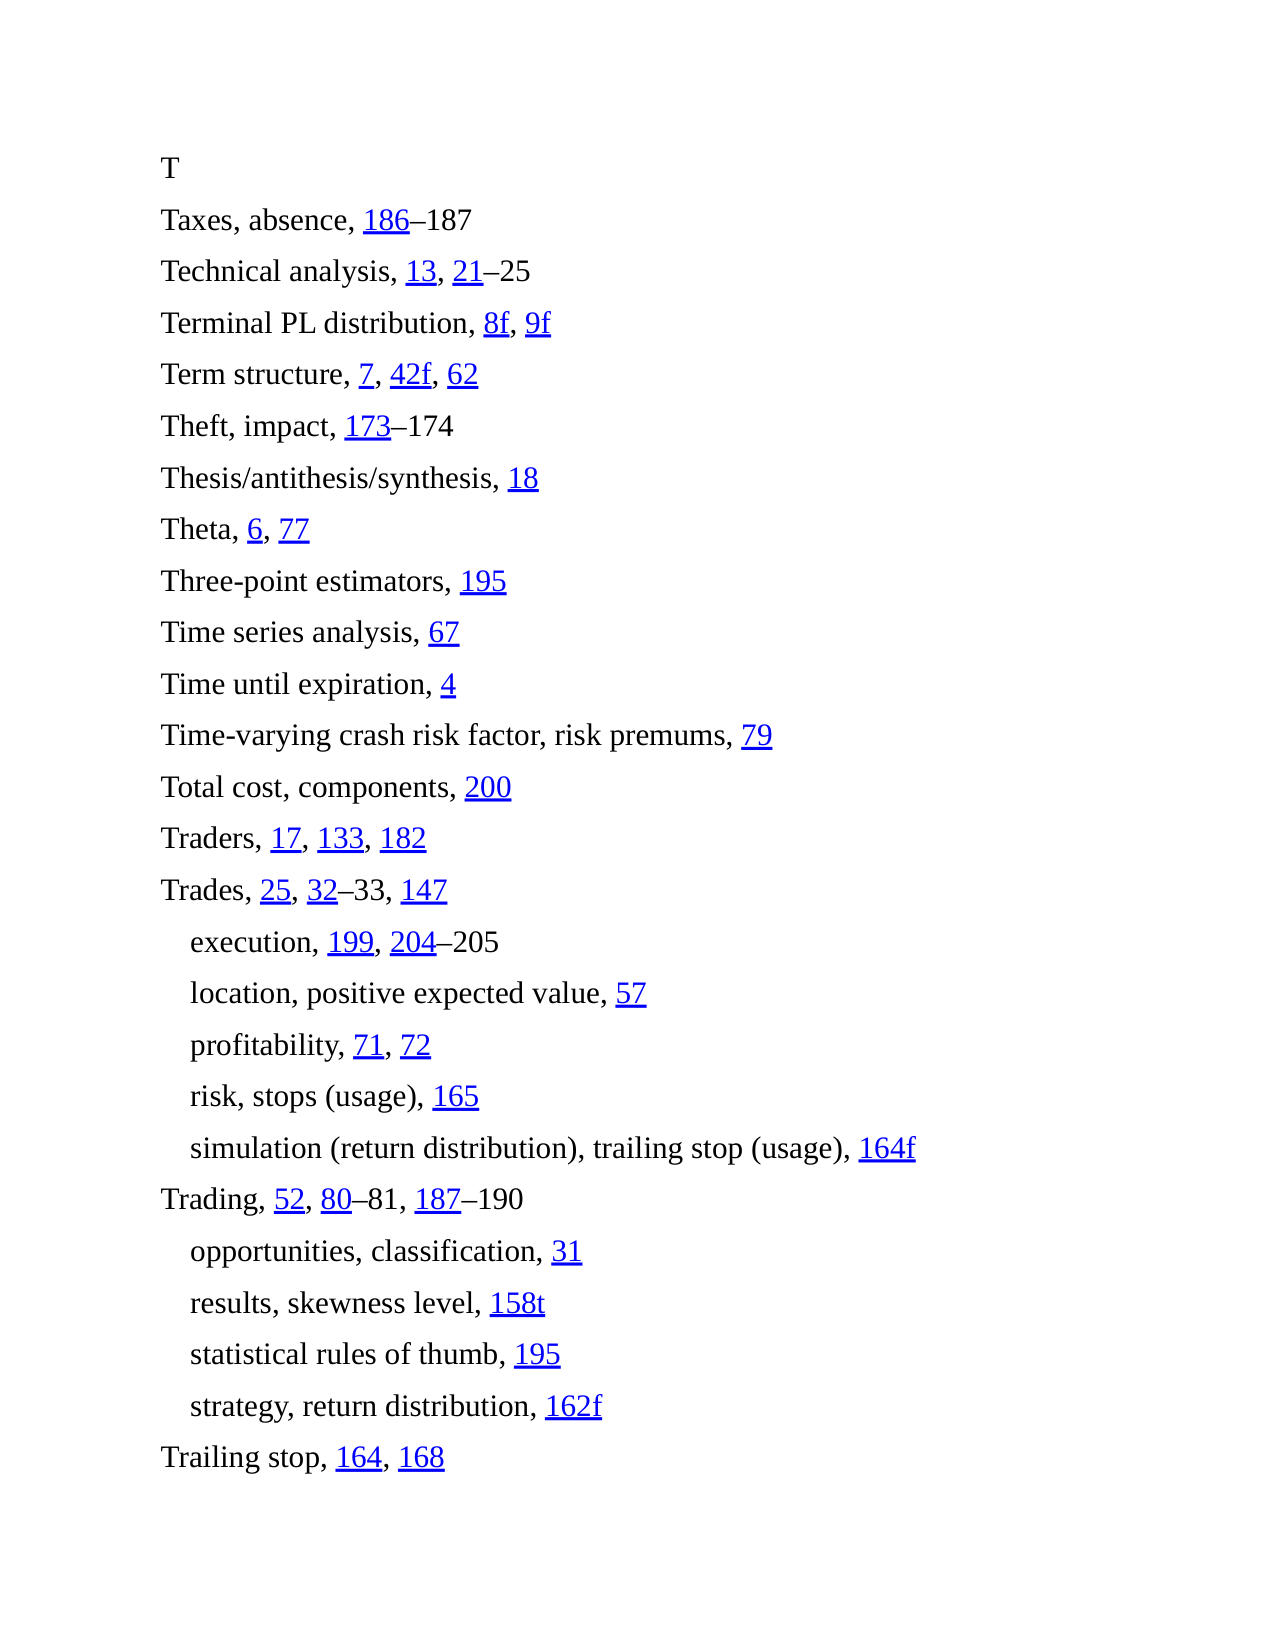 T
Taxes, absence, 186–187
Technical analysis, 13, 21–25
Terminal PL distribution, 8f, 9f
Term structure, 7, 42f, 62
Theft, impact, 173–174
Thesis/antithesis/synthesis, 18
Theta, 6, 77
Three-point estimators, 195
Time series analysis, 67
Time until expiration, 4
Time-varying crash risk factor, risk premums, 79
Total cost, components, 200
Traders, 17, 133, 182
Trades, 25, 32–33, 147
execution, 199, 204–205
location, positive expected value, 57
profitability, 71, 72
risk, stops (usage), 165
simulation (return distribution), trailing stop (usage), 164f
Trading, 52, 80–81, 187–190
opportunities, classification, 31
results, skewness level, 158t
statistical rules of thumb, 195
strategy, return distribution, 162f
Trailing stop, 164, 168